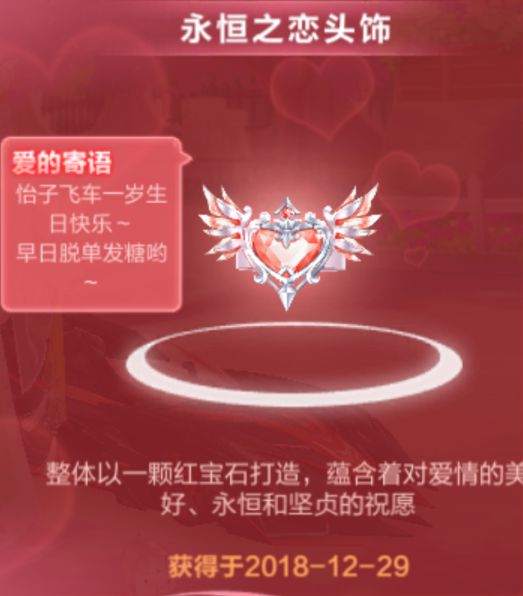 永恒之恋头饰
爱的寄语
怡子飞车一岁生
日快乐～
早日脱单发糖哟
～
整体以一颗红宝石打造，蕴含着对爱情的美
好、永恒和坚贞的祝愿
获得于2018-12-29